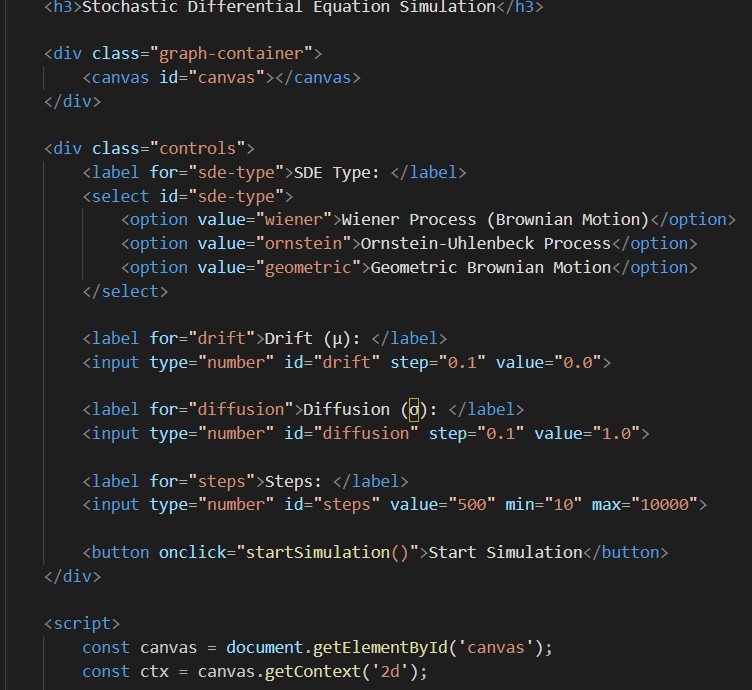 <h3>Stochastic Differential Equation Simulation</h3>
<div class="graph-container">
<canvas id="canvas"></canvas>
</div>
<div class="controls">
<label for="sde-type">SDE Type: </label>
<select id="sde-type">
<option value="wiener">Wiener Process (Brownian Motion)</option>
<option value="ornstein">Ornstein-Uhlenbeck Process</option>
<option value="geometric">Geometric Brownian Motion</option>
</select>
<label for="drift">Drift (μ): </label>
<input type="number" id="drift" step="0.1" value="0.0">
<label for="diffusion">Diffusion (σ): </label>
<input type="number" id="diffusion" step="0.1" value="1.0">
<label for="steps">Steps: </label>
<input type="number" id="steps" value="500" min="10" max="10000">
<button onclick="startSimulation()">Start Simulation</button>
</div>
<script>
const canvas = document.getElementById('canvas');
const ctx = canvas.getContext('2d');